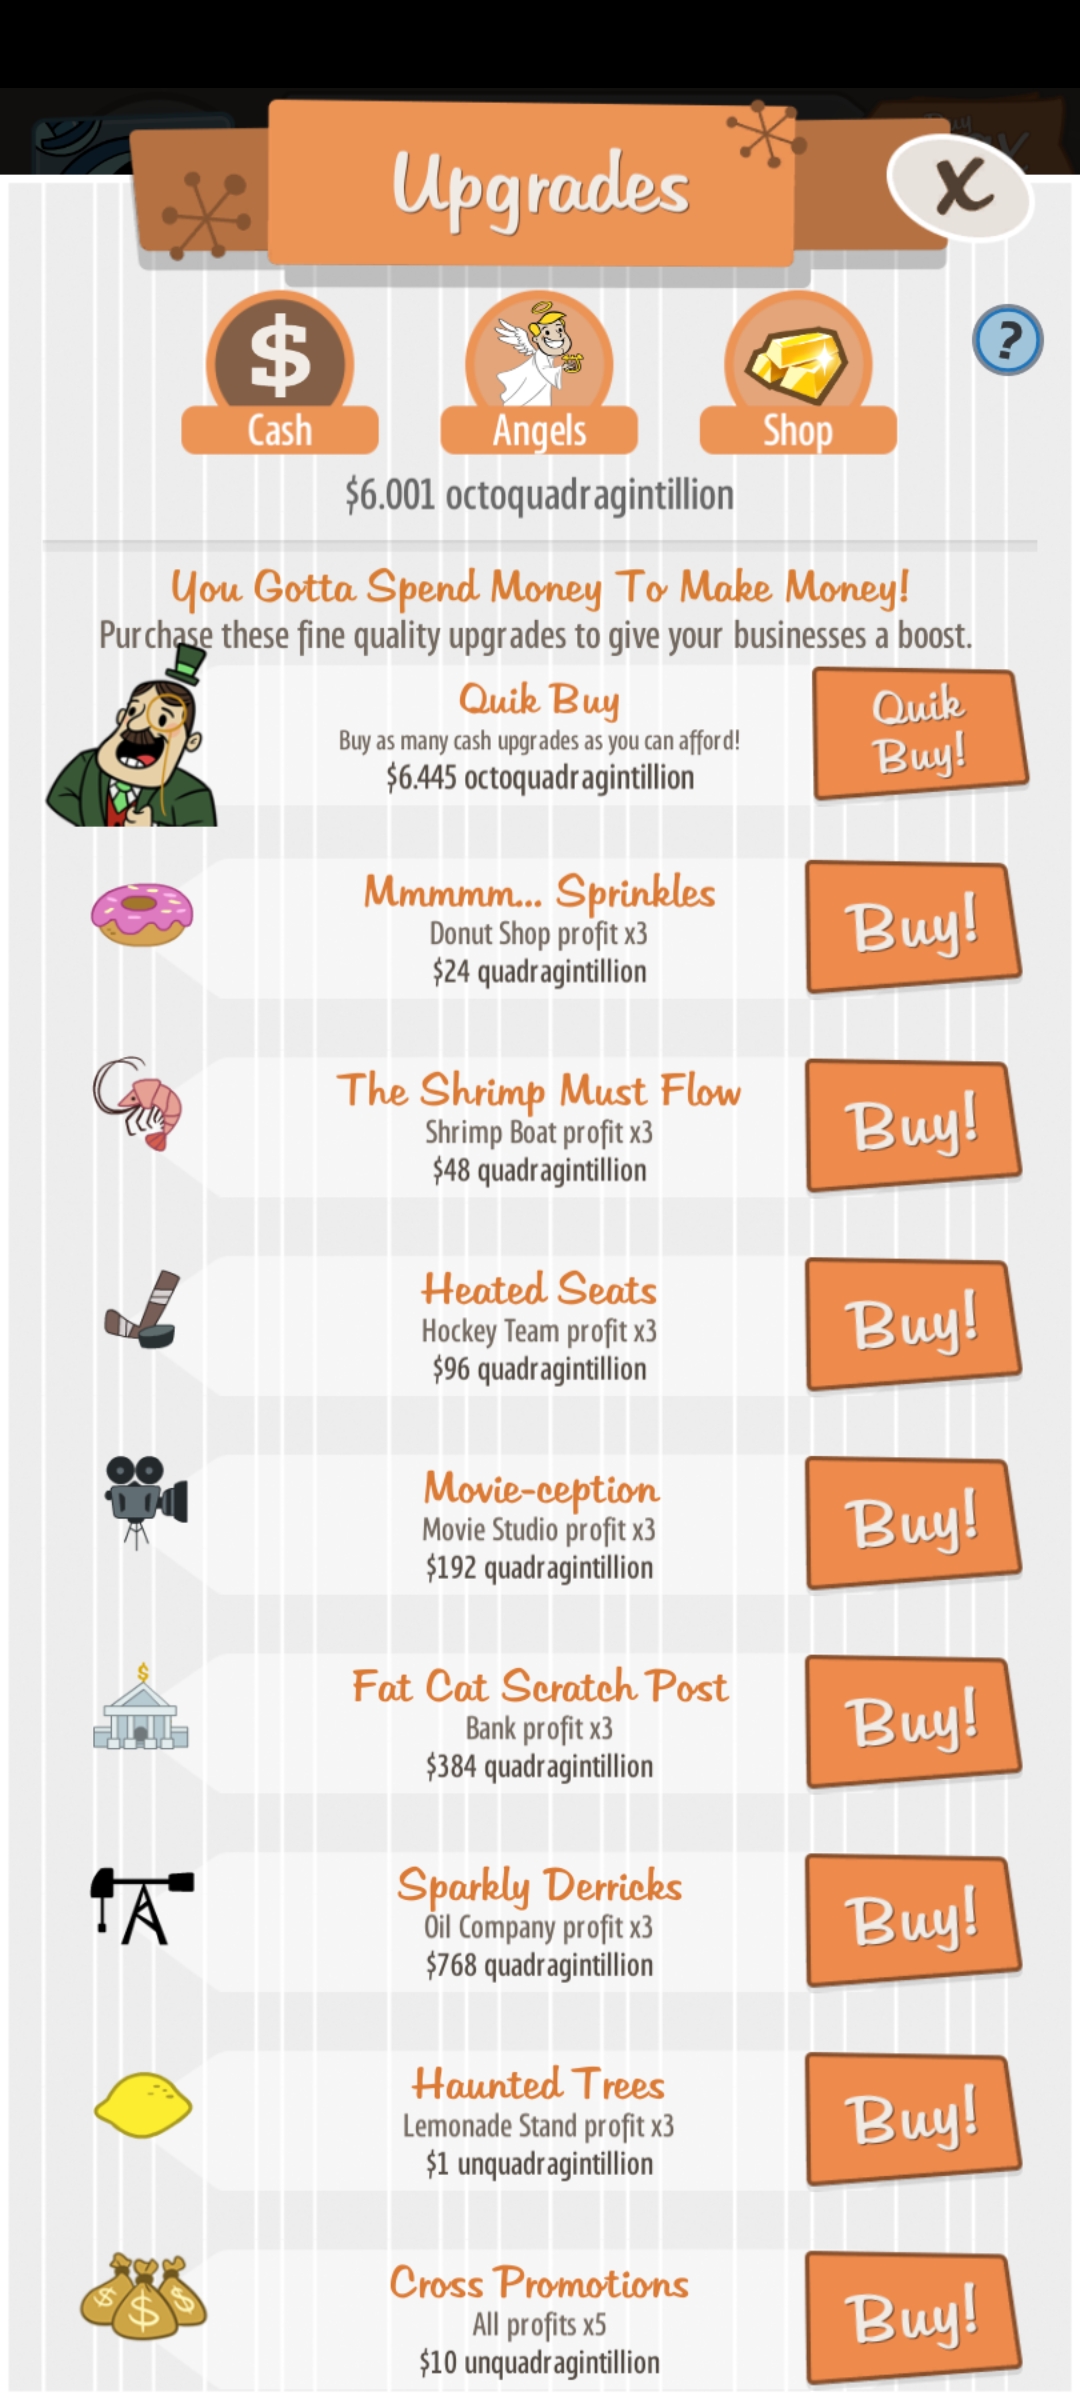 Upgrades
X
$
Cash
Angels
Shop
?
$6.001 octoquadragintillion
You Gotta Spend Money To Make Money!
Purchase these fine quality upgrades to give your businesses a boost.
Quik Buy
Buy as many cash upgrades as you can afford!
$6.445 octoquadragintillion
Quik
Buy!
Mmmmm... Sprinkles
Donut Shop profit x3
$24 quadragintillion
Buy!
The Shrimp Must Flow
Shrimp Boat profit x3
$48 quadragintillion
Buy!
Heated Seats
Hockey Team profit x3
$96 quadragintillion
Buy!
Movie-ception
Movie Studio profit x3
$192 quadragintillion
Buy!
$
Fat Cat Scratch Post
Bank profit x3
$384 quadragintillion
Buy!
Sparkly Derricks
Oil Company profit x3
$768 quadragintillion
Buy!
Haunted Trees
Lemonade Stand profit x3
$1 unquadragintillion
Buy!
$ $ $
Cross Promotions
All profits x5
$10 unquadragintillion
Buy!